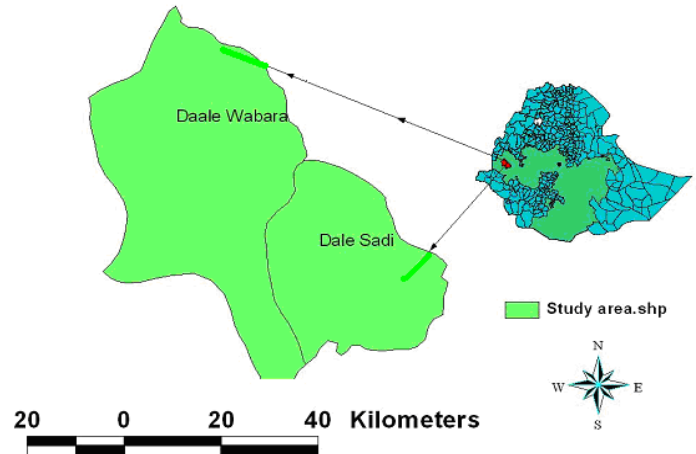 Daale Wabara
Dale Sadi
Study area.shp
N
W E
S
20 0 20 40 Kilometers